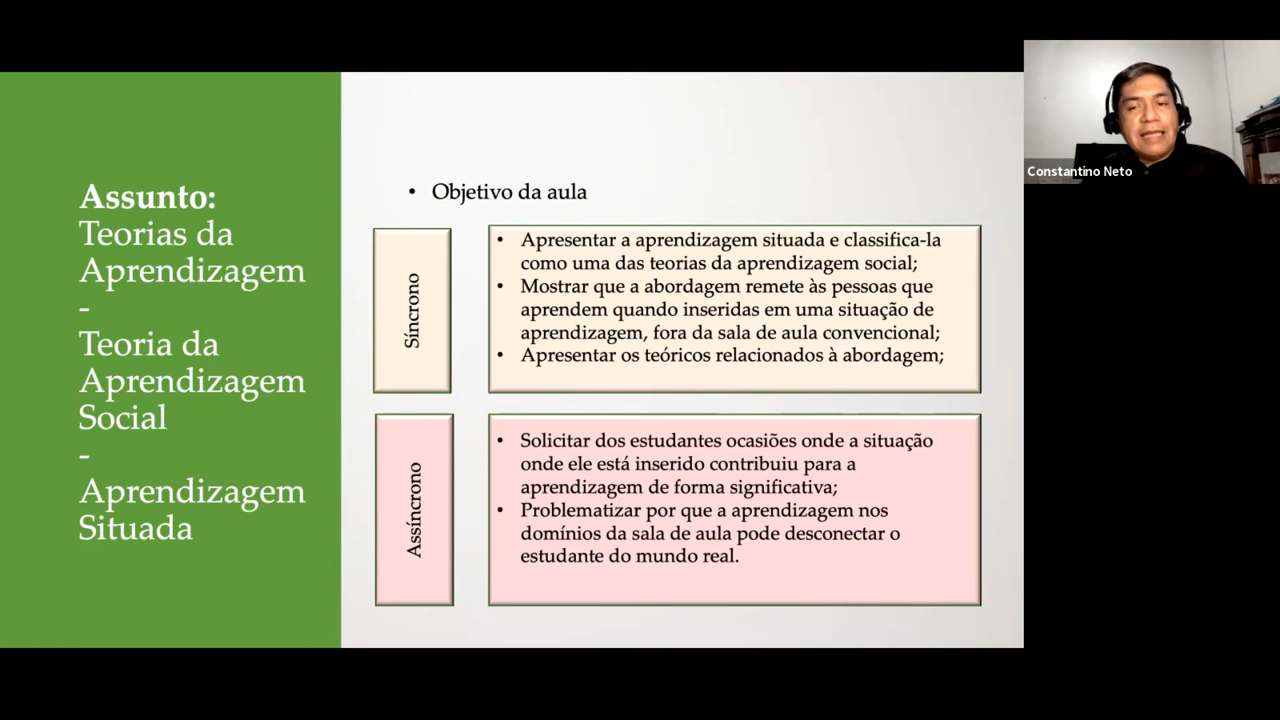 Assunto:
Teorias da
Aprendizagem
-
Teoria da
Aprendizagem
Social
-
Aprendizagem
Situada
• Objetivo da aula
Síncrono
• Apresentar a aprendizagem situada e classifica-la
como uma das teorias da aprendizagem social;
• Mostrar que a abordagem remete às pessoas que
aprendem quando inseridas em uma situação de
aprendizagem, fora da sala de aula convencional;
• Apresentar os teóricos relacionados à abordagem;
Assíncrono
• Solicitar dos estudantes ocasiões onde a situação
onde ele está inserido contribuiu para a
aprendizagem de forma significativa;
• Problematizar por que a aprendizagem nos
domínios da sala de aula pode desconectar o
estudante do mundo real.
Constantino Neto